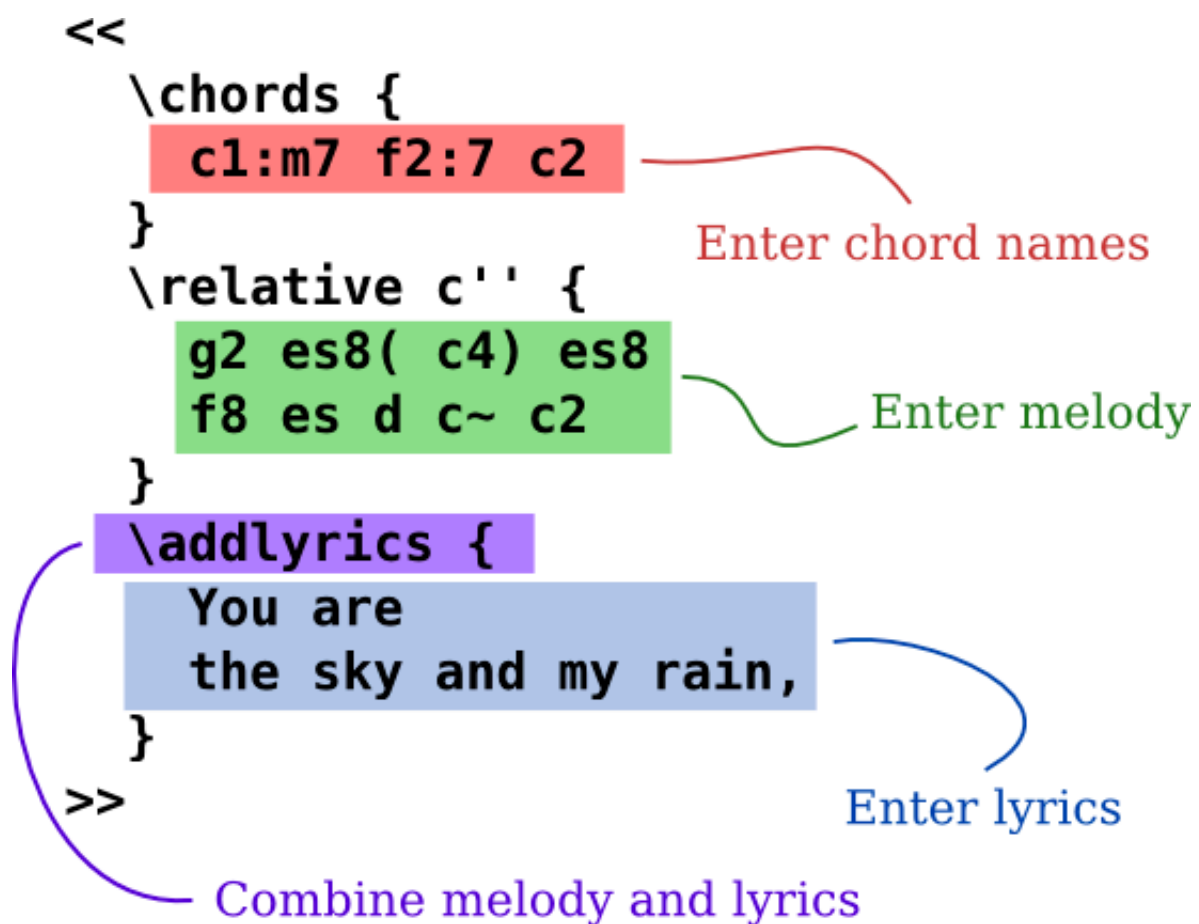 <<
\chords {
c1:m7 f2:7 c2
}
Enter chord names
\relative c'' {
g2 es8( c4) es8
f8 es d c~ c2
Enter melody
}
\addlyrics {
You are
the sky and my rain,
}
>>
Enter lyrics
Combine melody and lyrics